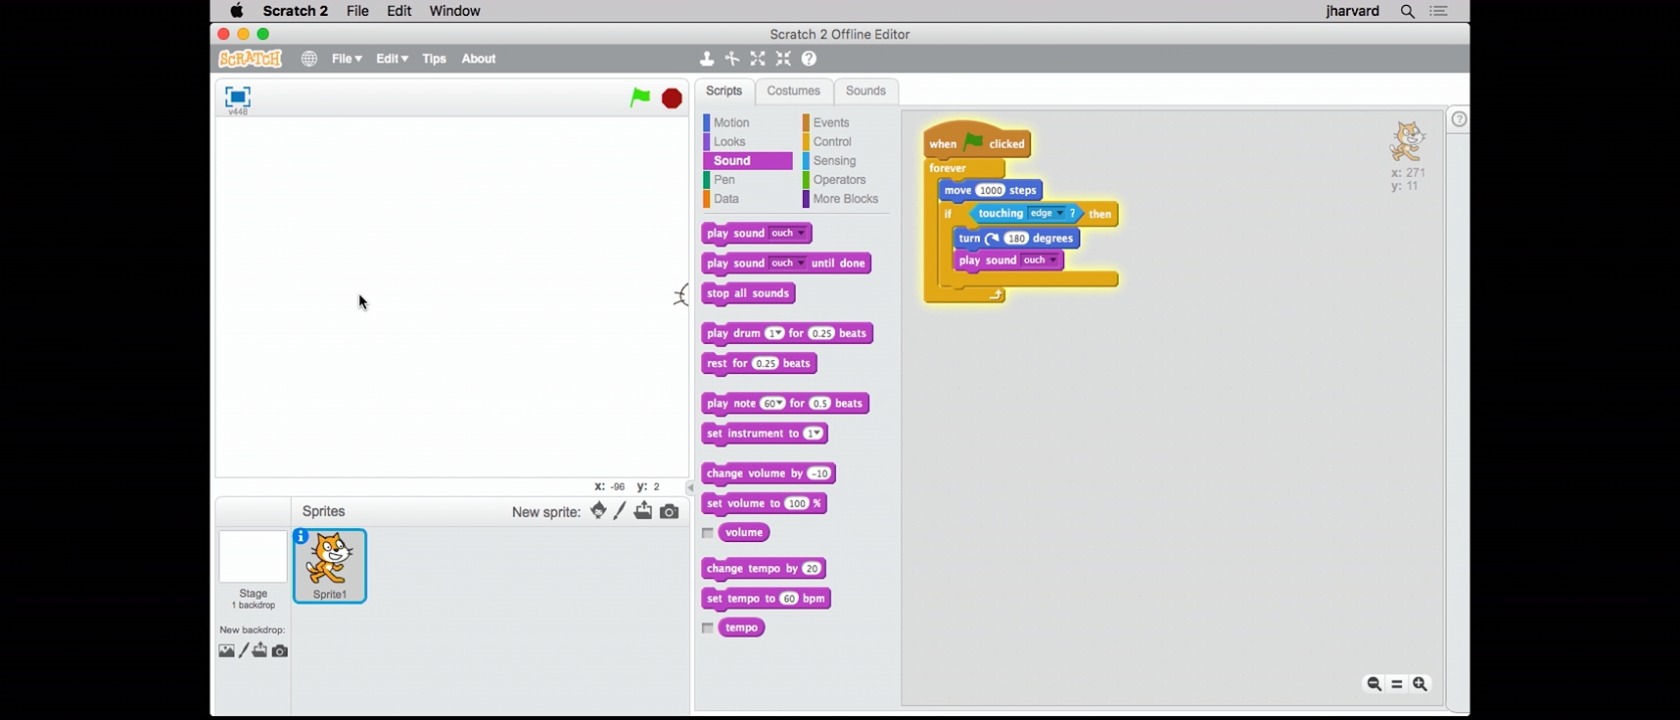 Scratch 2 File Edit Window jharvard
Scratch 2 Offline Editor
SCRATCH File Edit Tips About
v448
Scripts Costumes Sounds
Motion Events
Looks Control
Sound Sensing
Pen Operators
Data More Blocks
play sound ouch
play sound ouch until done
stop all sounds
play drum 1 for 0.25 beats
rest for 0.25 beats
play note 60 for 0.5 beats
set instrument to 1
change volume by -10
set volume to 100 %
volume
change tempo by 20
set tempo to 60 bpm
tempo
when clicked
forever
move 1000 steps
if touching edge ? then
turn 180 degrees
play sound ouch
x: 271
y: 11
x: -96 y: 2
Sprites New sprite:
Sprite1
Stage
1 backdrop
New backdrop: